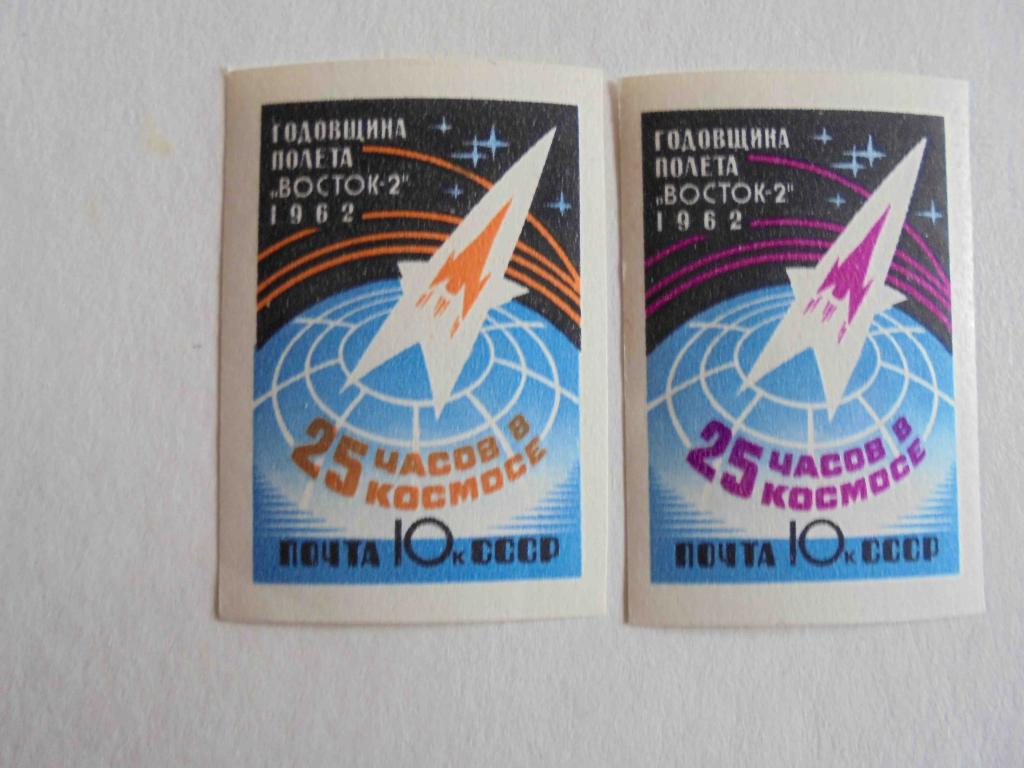 ГОДОВЩИНА
ПОЛЕТА
„ВОСТОК-2"
1962
25 ЧАСОВ В
КОСМОСЕ
ПОЧТА 10к СССР
ГОДОВЩИНА
ПОЛЕТА
„ВОСТОК-2"
1962
25 ЧАСОВ В
КОСМОСЕ
ПОЧТА 10к СССР